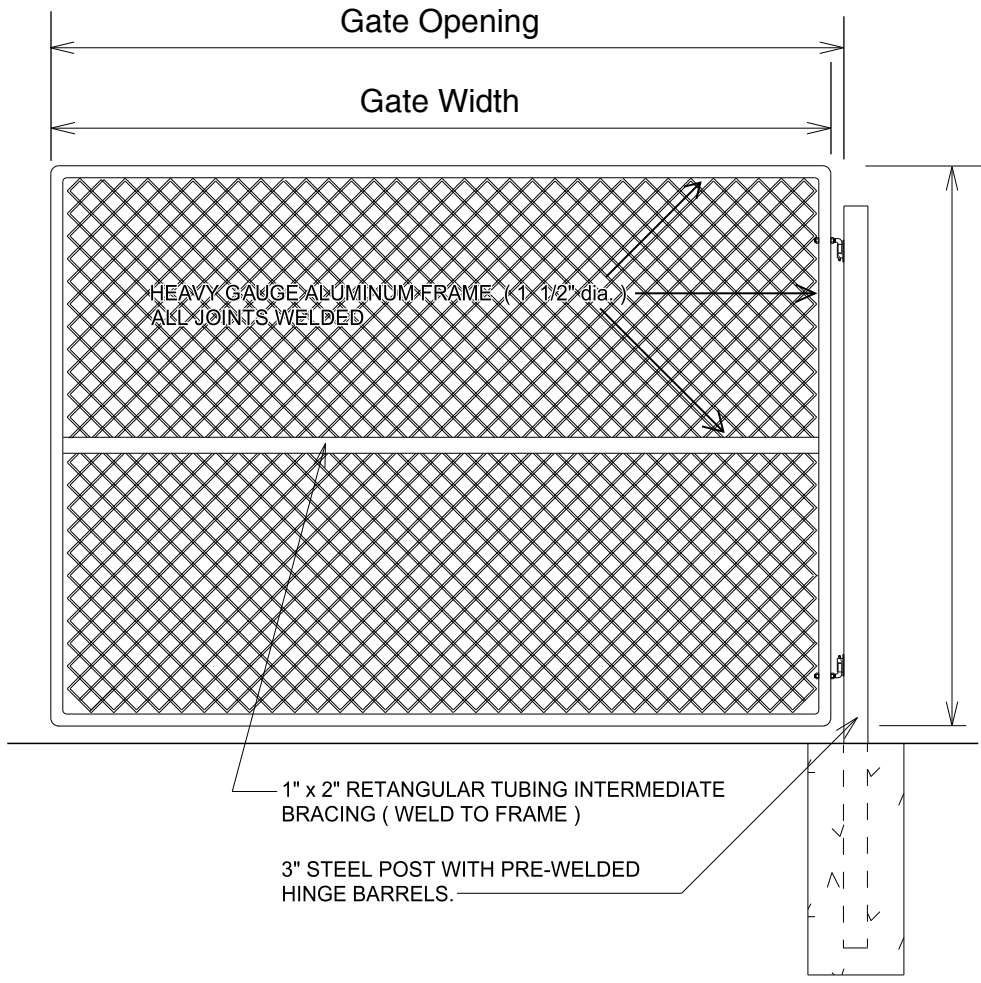 Gate Opening
Gate Width
HEAVY GAUGE ALUMINUM FRAME ( 1 1/2" dia. )
ALL JOINTS WELDED
1" x 2" RETANGULAR TUBING INTERMEDIATE
BRACING ( WELD TO FRAME )
3" STEEL POST WITH PRE-WELDED
HINGE BARRELS.